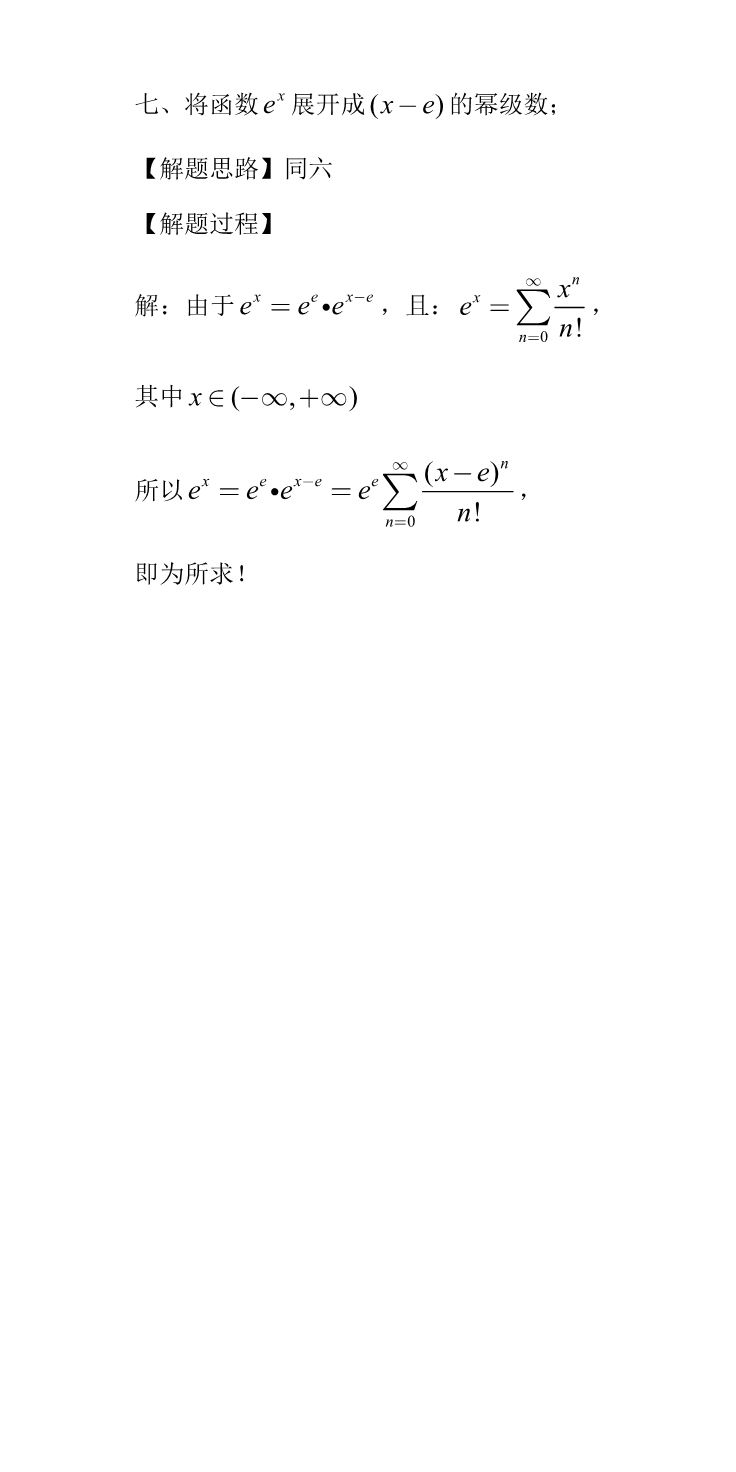 七、将函数 $e^x$ 展开成 $(x-e)$ 的幂级数；
【解题思路】同六
【解题过程】
解：由于 $e^x = e^e \bullet e^{x-e}$ ，且： $e^x = \sum_{n=0}^{\infty} \frac{x^n}{n!}$ ，
其中 $x \in (-\infty, +\infty)$
所以 $e^x = e^e \bullet e^{x-e} = e^e \sum_{n=0}^{\infty} \frac{(x-e)^n}{n!}$ ，
即为所求！